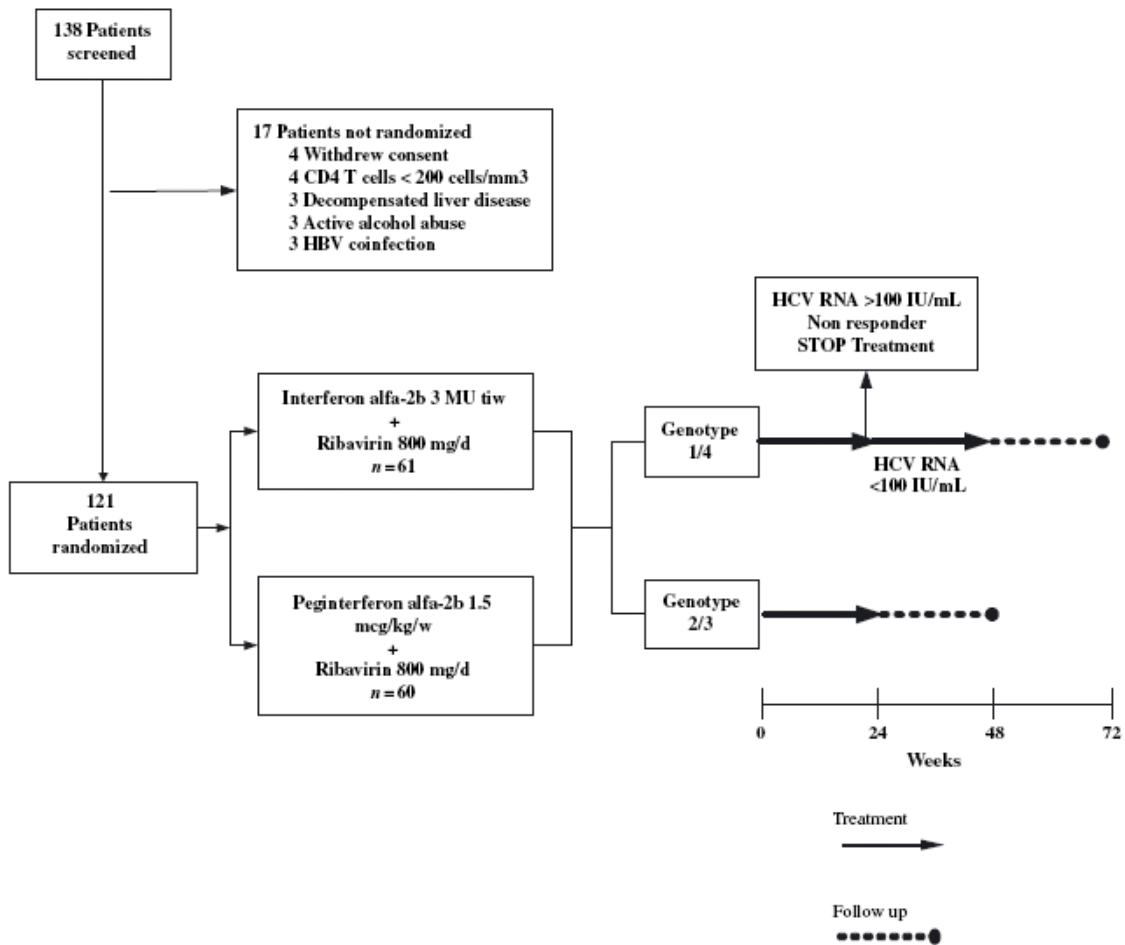 138 Patients
screened
17 Patients not randomized
4 Withdrew consent
4 CD4 T cells < 200 cells/mm3
3 Decompensated liver disease
3 Active alcohol abuse
3 HBV coinfection
HCV RNA >100 IU/mL
Non responder
STOP Treatment
Interferon alfa-2b 3 MU tiw
+
Ribavirin 800 mg/d
n = 61
Genotype
1/4
HCV RNA
<100 IU/mL
121
Patients
randomized
Peginterferon alfa-2b 1.5
mcg/kg/w
+
Ribavirin 800 mg/d
n = 60
Genotype
2/3
0 24 48 72
Weeks
Treatment
Follow up